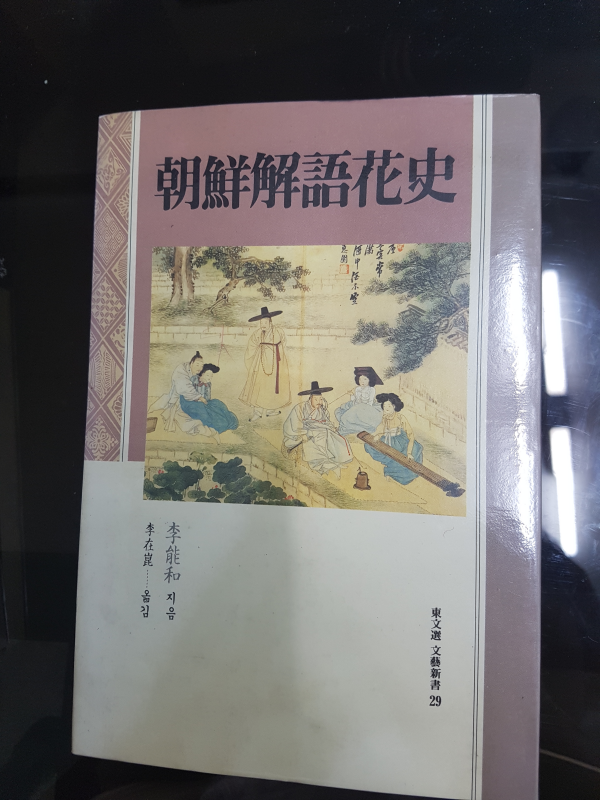 朝鮮解語花史
李能和 지음
李在崑……옮김
東文選 文藝新書 29